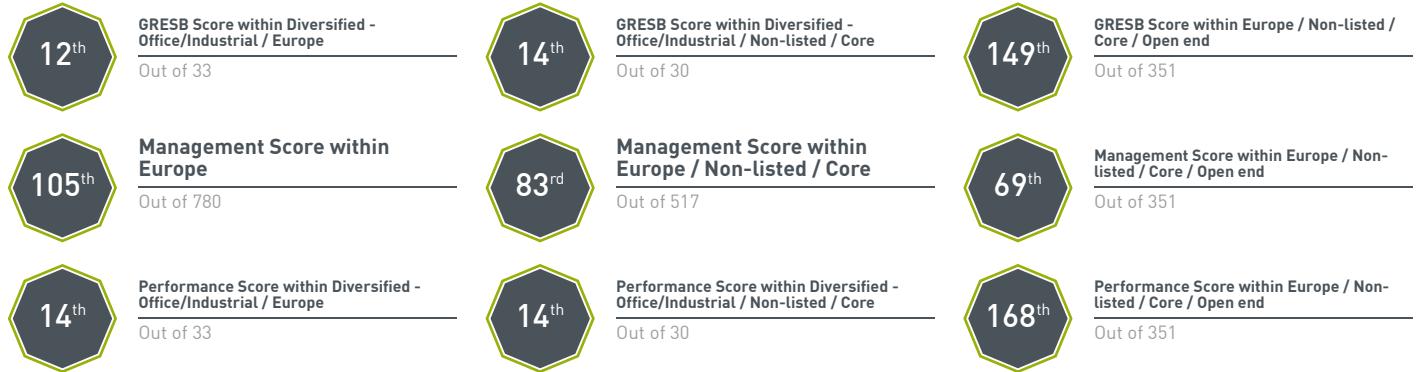 12th
GRESB Score within Diversified -
Office/Industrial / Europe
Out of 33
14th
GRESB Score within Diversified -
Office/Industrial / Non-listed / Core
Out of 30
149th
GRESB Score within Europe / Non-listed /
Core / Open end
Out of 351
105th
Management Score within
Europe
Out of 780
83rd
Management Score within
Europe / Non-listed / Core
Out of 517
69th
Management Score within Europe / Non-
listed / Core / Open end
Out of 351
14th
Performance Score within Diversified -
Office/Industrial / Europe
Out of 33
14th
Performance Score within Diversified -
Office/Industrial / Non-listed / Core
Out of 30
168th
Performance Score within Europe / Non-
listed / Core / Open end
Out of 351